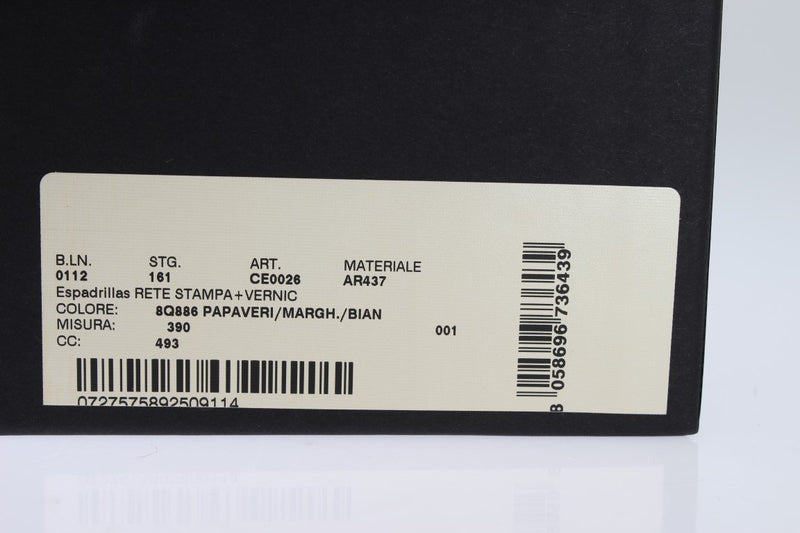 B.LN. STG. ART. MATERIALE
0112 161 CE0026 AR437
Espadrillas RETE STAMPA+VERNIC
COLORE: 8Q886 PAPAVERI/MARGH./BIAN
MISURA: 390
001
CC: 493
0727575892509114
8 058696 736439